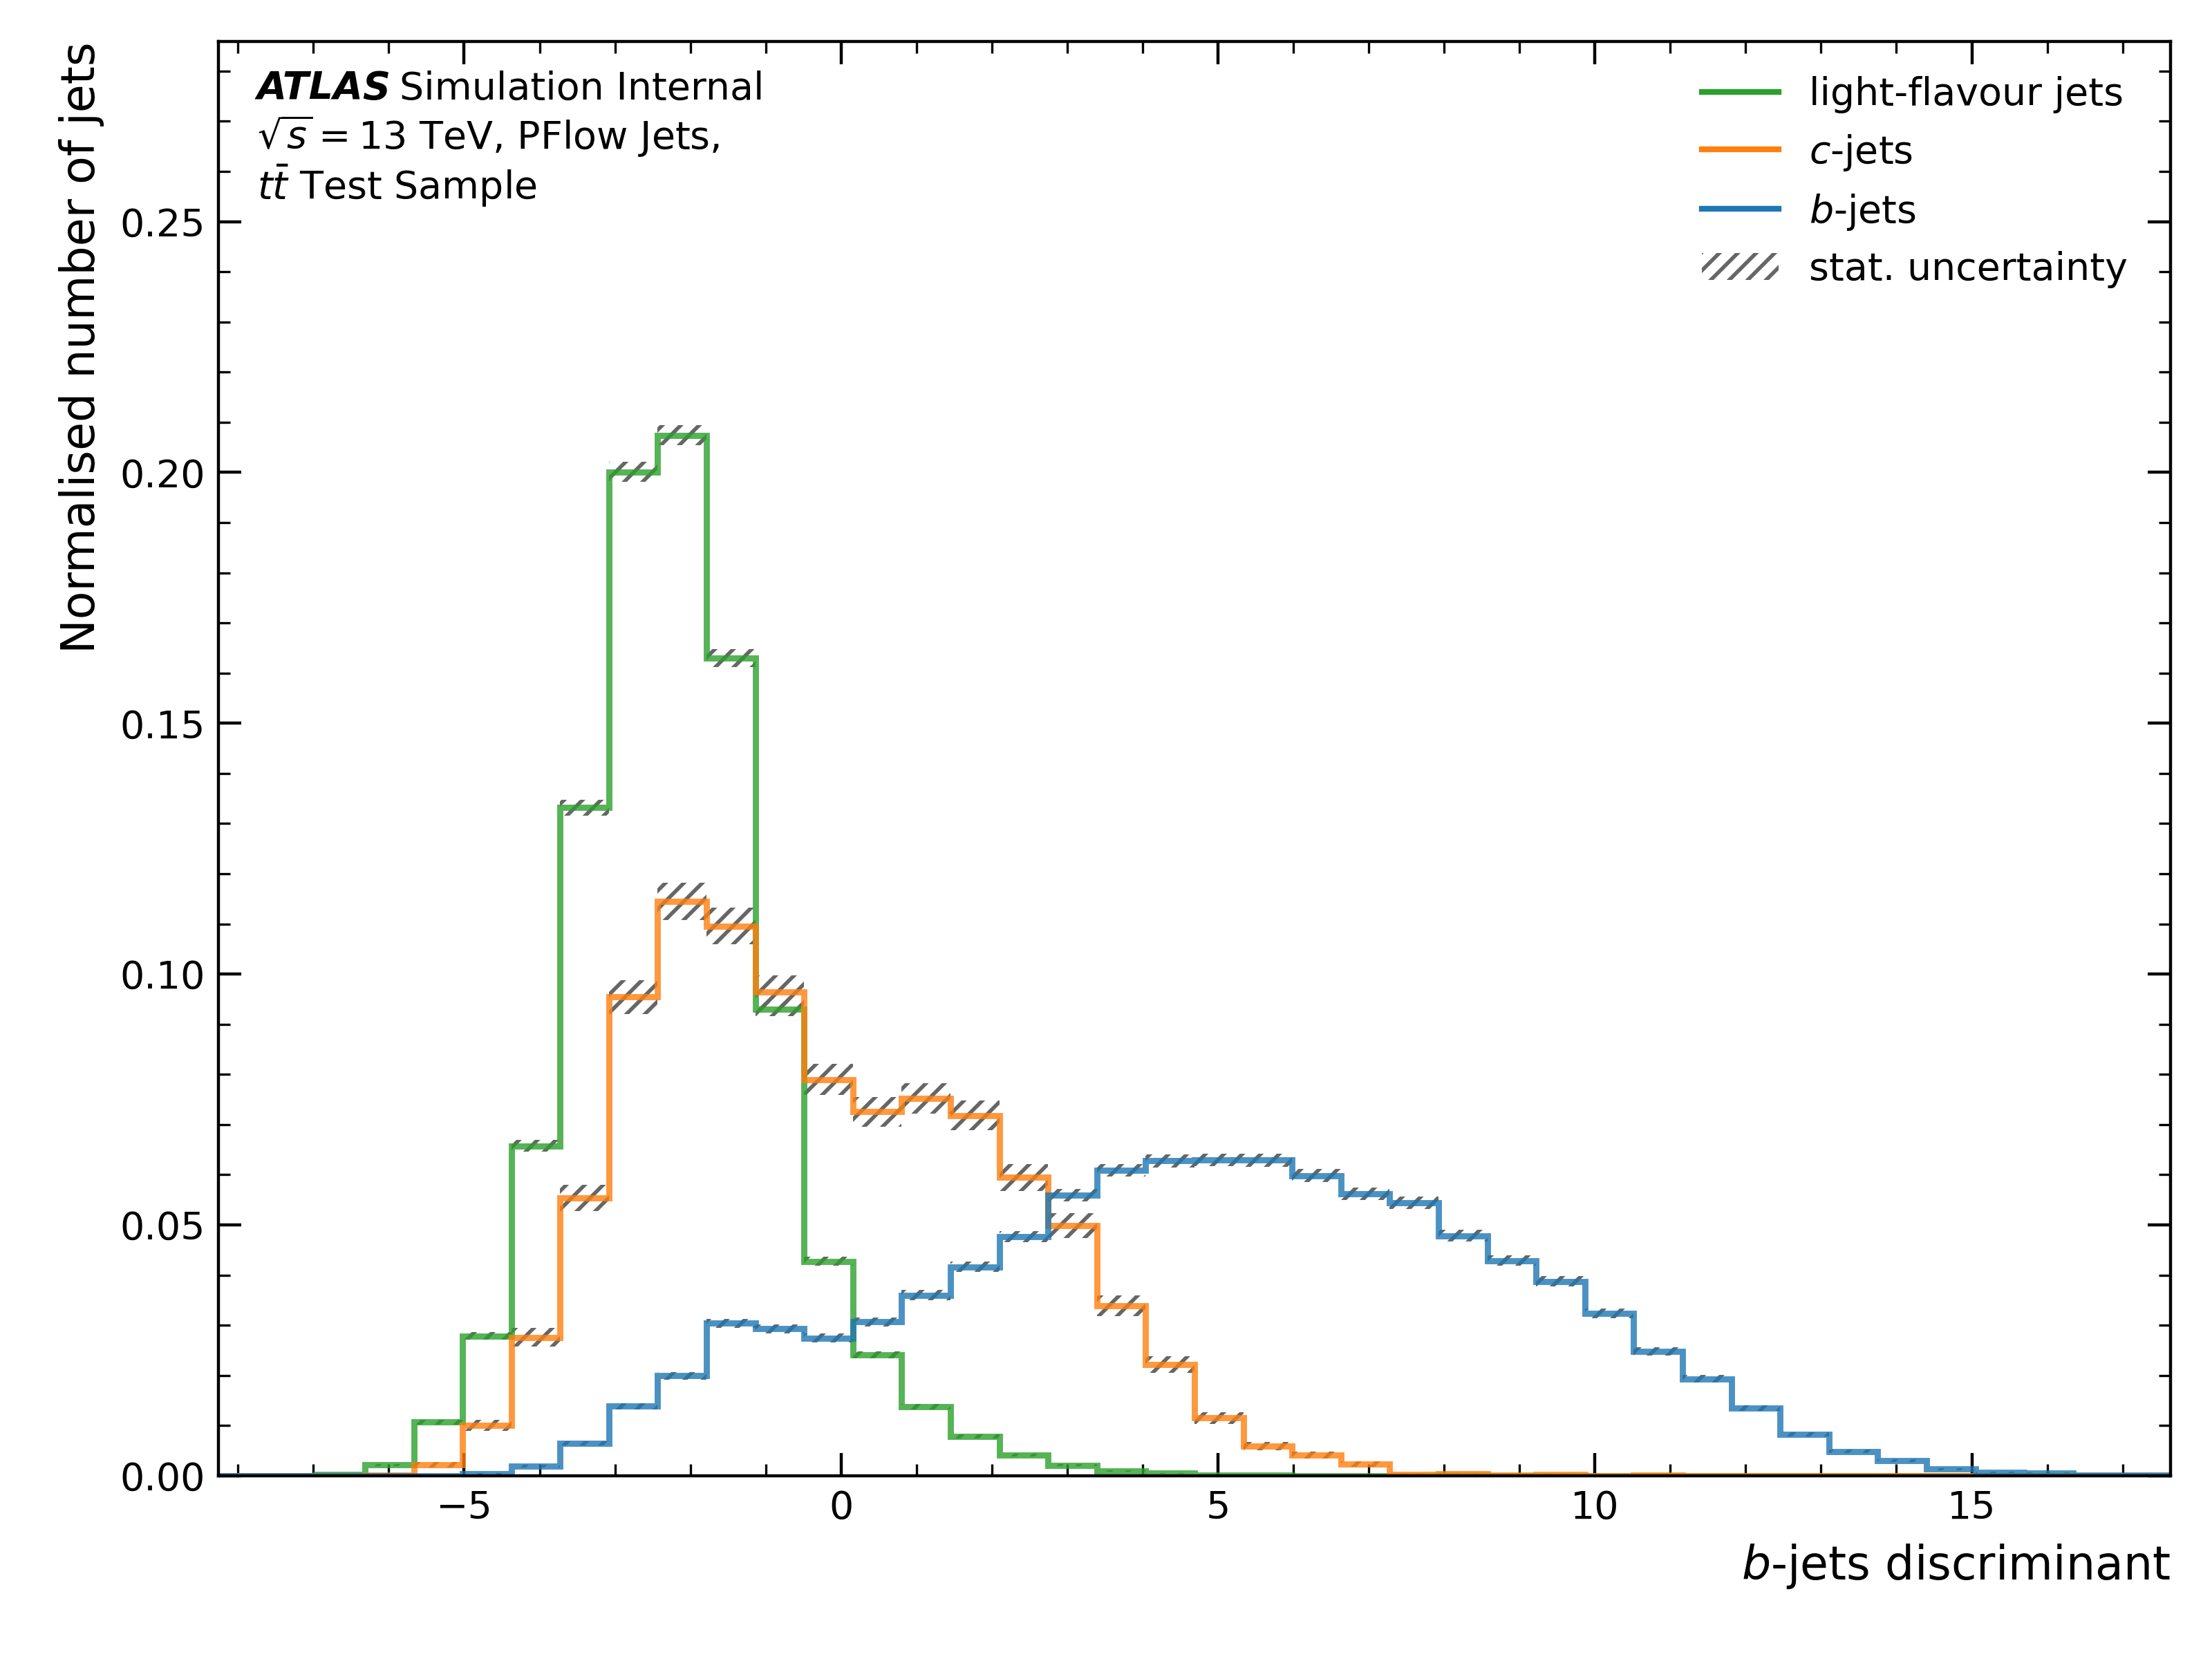 Normalised number of jets
ATLAS Simulation Internal
√s = 13 TeV, PFlow Jets,
tt̄ Test Sample
light-flavour jets
c-jets
b-jets
stat. uncertainty
0.25
0.20
0.15
0.10
0.05
0.00
−5 0 5 10 15
b-jets discriminant